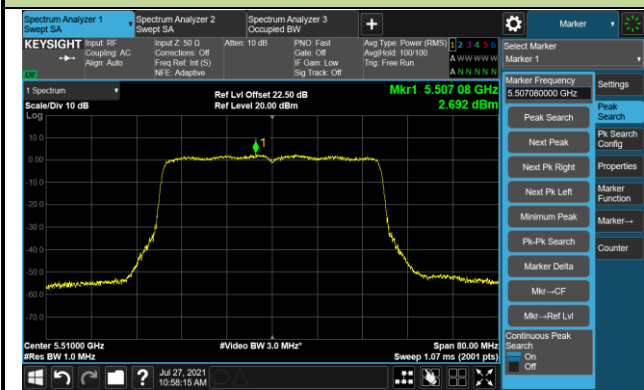 Spectrum Analyzer 1
Swept SA
Spectrum Analyzer 2
Swept SA
Spectrum Analyzer 3
Occupied BW
+
Marker
KEYSIGHT
Input: RF
Coupling: AC
Align: Auto
Input Z: 50 Ω
Corrections: Off
Freq Ref: Int (S)
NFE: Adaptive
Atten: 10 dB
PNO: Fast
Gate: Off
IF Gain: Low
Sig Track: Off
Avg Type: Power (RMS)
Avg|Hold: 100/100
Trig: Free Run
1 2 3 4 5 6
A W W W W W
A N N N N N
Select Marker
Marker 1
1 Spectrum
Scale/Div 10 dB
Log
Ref Lvl Offset 22.50 dB
Ref Level 20.00 dBm
Mkr1 5.507 08 GHz
2.692 dBm
10.0
0.00
-10.0
-20.0
-30.0
-40.0
-50.0
-60.0
-70.0
1
Center 5.51000 GHz
#Res BW 1.0 MHz
#Video BW 3.0 MHz*
Span 80.00 MHz
Sweep 1.07 ms (2001 pts)
Marker Frequency
5.507080000 GHz
Peak Search
Next Peak
Next Pk Right
Next Pk Left
Minimum Peak
Pk-Pk Search
Marker Delta
Mkr→CF
Mkr→Ref Lvl
Continuous Peak
Search
On
Off
Settings
Peak
Search
Pk Search
Config
Properties
Marker
Function
Marker→
Counter
?
Jul 27, 2021
10:58:15 AM